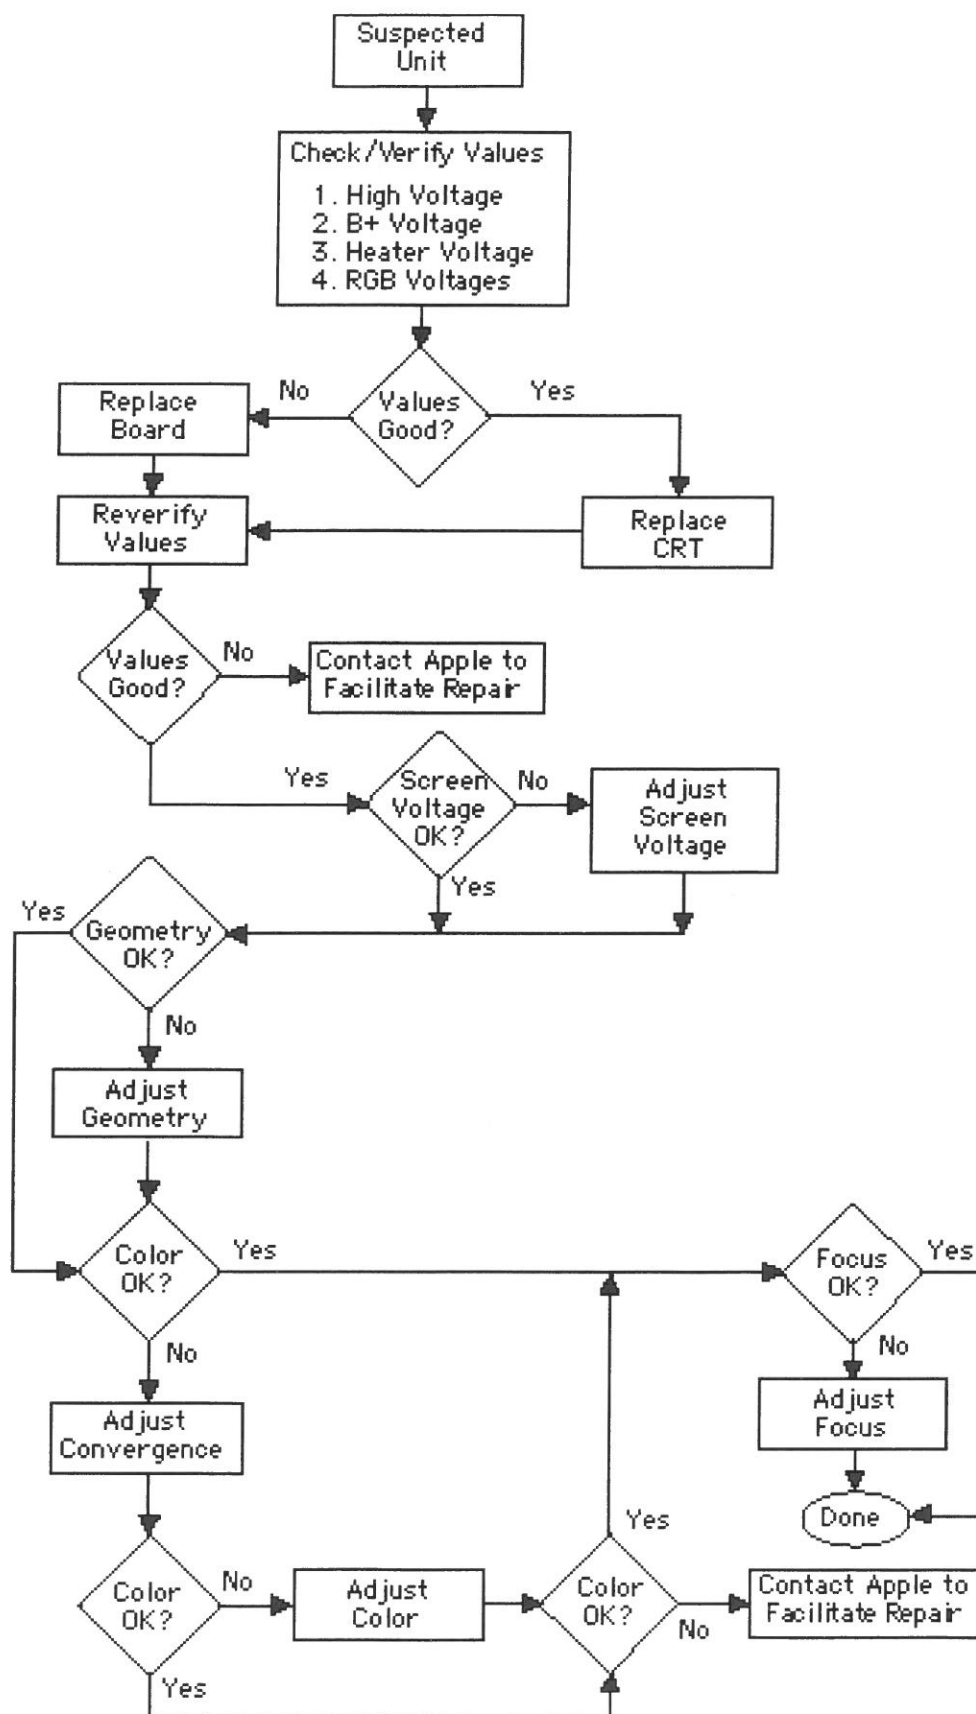 Suspected
Unit
Check/Verify Values
1. High Voltage
2. B+ Voltage
3. Heater Voltage
4. RGB Voltages
No
Values
Good?
Yes
Replace
Board
Reverify
Values
Replace
CRT
Values
Good?
No
Contact Apple to
Facilitate Repair
Yes
Screen
Voltage
OK?
No
Adjust
Screen
Voltage
Yes
Yes
Geometry
OK?
No
Adjust
Geometry
Color
OK?
Yes
Focus
OK?
Yes
No
No
Adjust
Convergence
Adjust
Focus
Done
Yes
Color
OK?
No
Adjust
Color
Color
OK?
No
Contact Apple to
Facilitate Repair
Yes